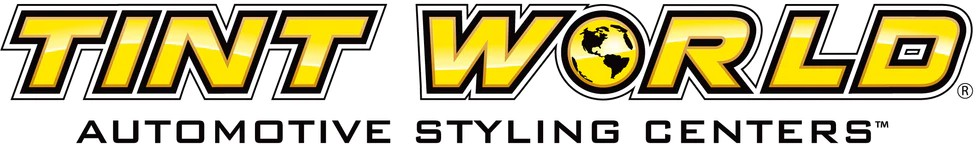 TINT WORLD®
AUTOMOTIVE STYLING CENTERS™